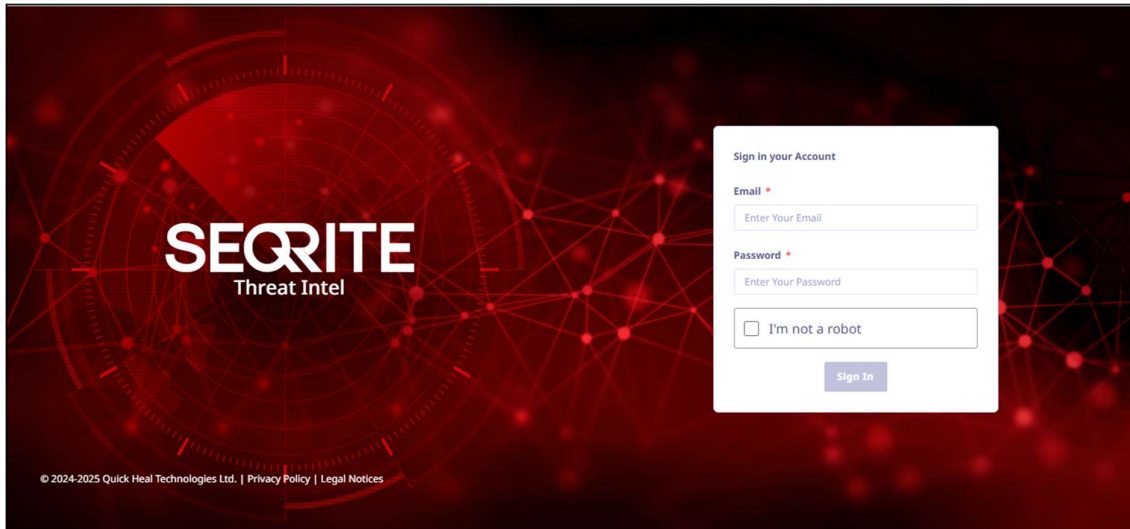 SEQRITE
Threat Intel
Sign in your Account
Email *
Enter Your Email
Password *
Enter Your Password
I'm not a robot
Sign In
© 2024-2025 Quick Heal Technologies Ltd. | Privacy Policy | Legal Notices